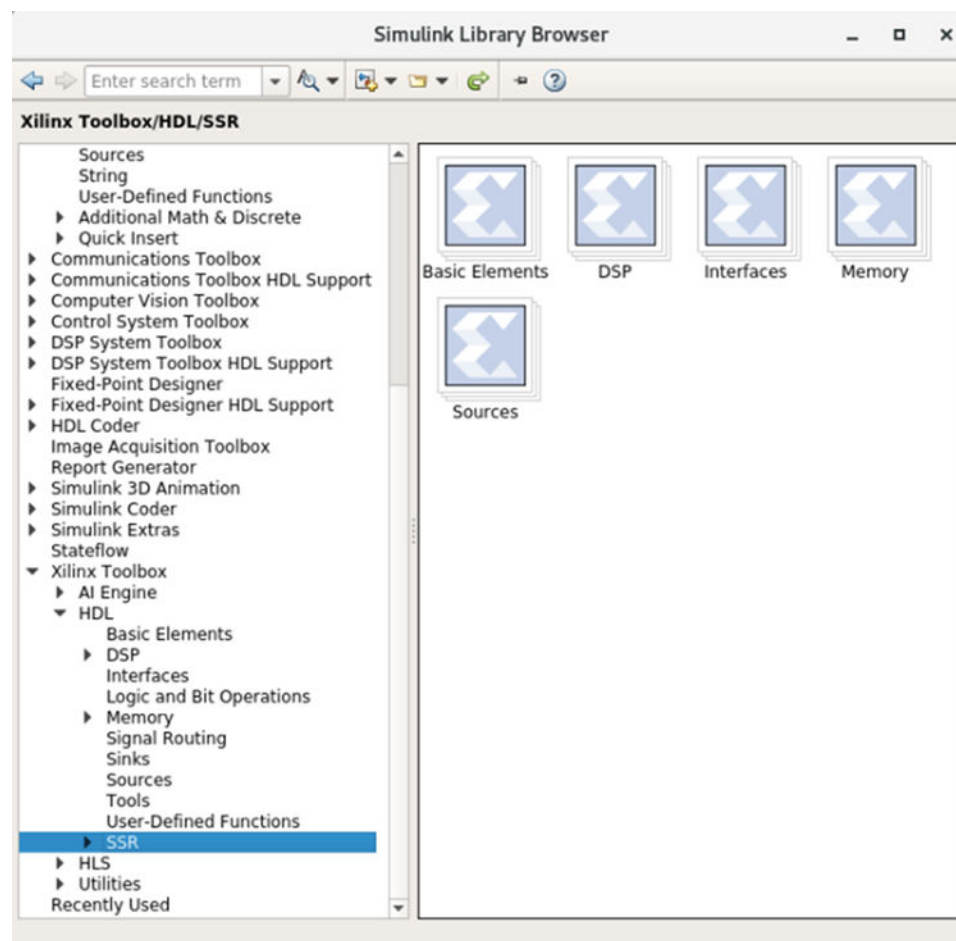 Simulink Library Browser
Enter search term
Xilinx Toolbox/HDL/SSR
Sources
String
User-Defined Functions
Additional Math & Discrete
Quick Insert
Communications Toolbox
Communications Toolbox HDL Support
Computer Vision Toolbox
Control System Toolbox
DSP System Toolbox
DSP System Toolbox HDL Support
Fixed-Point Designer
Fixed-Point Designer HDL Support
HDL Coder
Image Acquisition Toolbox
Report Generator
Simulink 3D Animation
Simulink Coder
Simulink Extras
Stateflow
Xilinx Toolbox
AI Engine
HDL
Basic Elements
DSP
Interfaces
Logic and Bit Operations
Memory
Signal Routing
Sinks
Sources
Tools
User-Defined Functions
SSR
HLS
Utilities
Recently Used
Basic Elements DSP Interfaces Memory
Sources